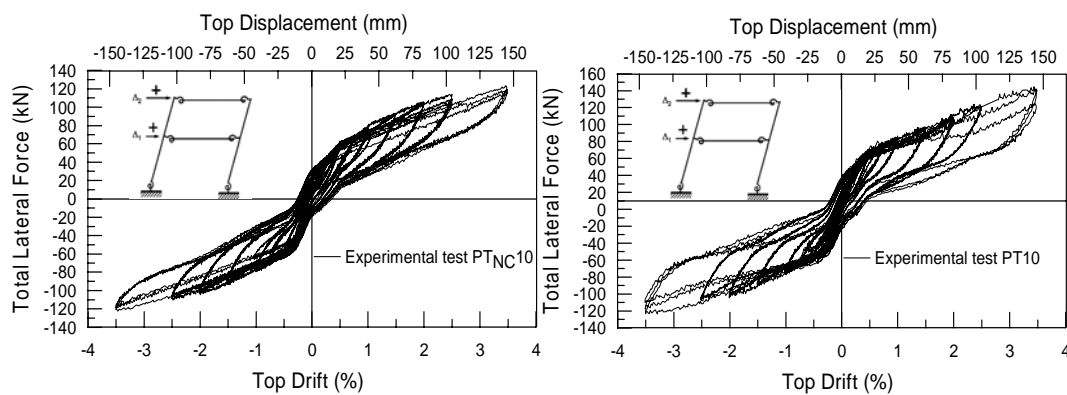 Top Displacement (mm)
-150 -125 -100 -75 -50 -25 0 25 50 75 100 125 150
Total Lateral Force (kN)
140
120
100
80
60
40
20
0
-20
-40
-60
-80
-100
-120
-140
Δ2 +
Δ1 +
Experimental test PTNC10
-4 -3 -2 -1 0 1 2 3 4
Top Drift (%)
Top Displacement (mm)
-150 -125 -100 -75 -50 -25 0 25 50 75 100 125 150
Total Lateral Force (kN)
160
140
120
100
80
60
40
20
0
-20
-40
-60
-80
-100
-120
-140
Δ2 +
Δ1 +
Experimental test PT10
-4 -3 -2 -1 0 1 2 3 4
Top Drift (%)